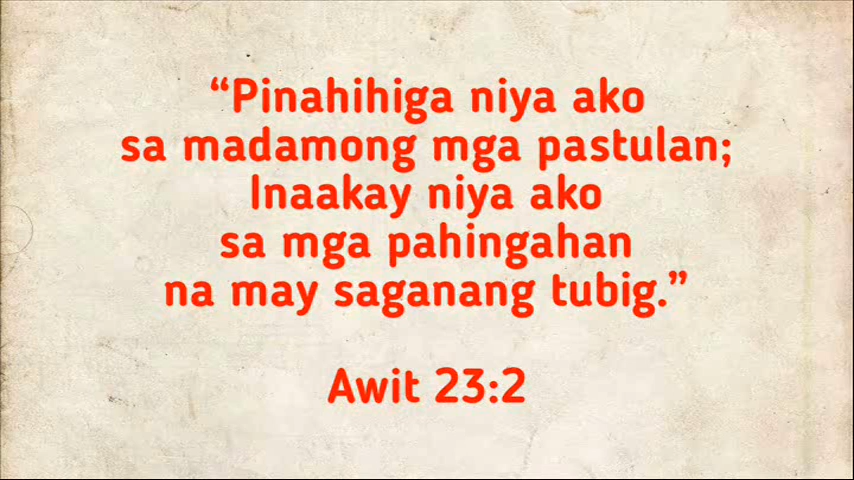 “Pinahihiga niya ako
sa madamong mga pastulan;
Inaakay niya ako
sa mga pahingahan
na may saganang tubig.”
Awit 23:2